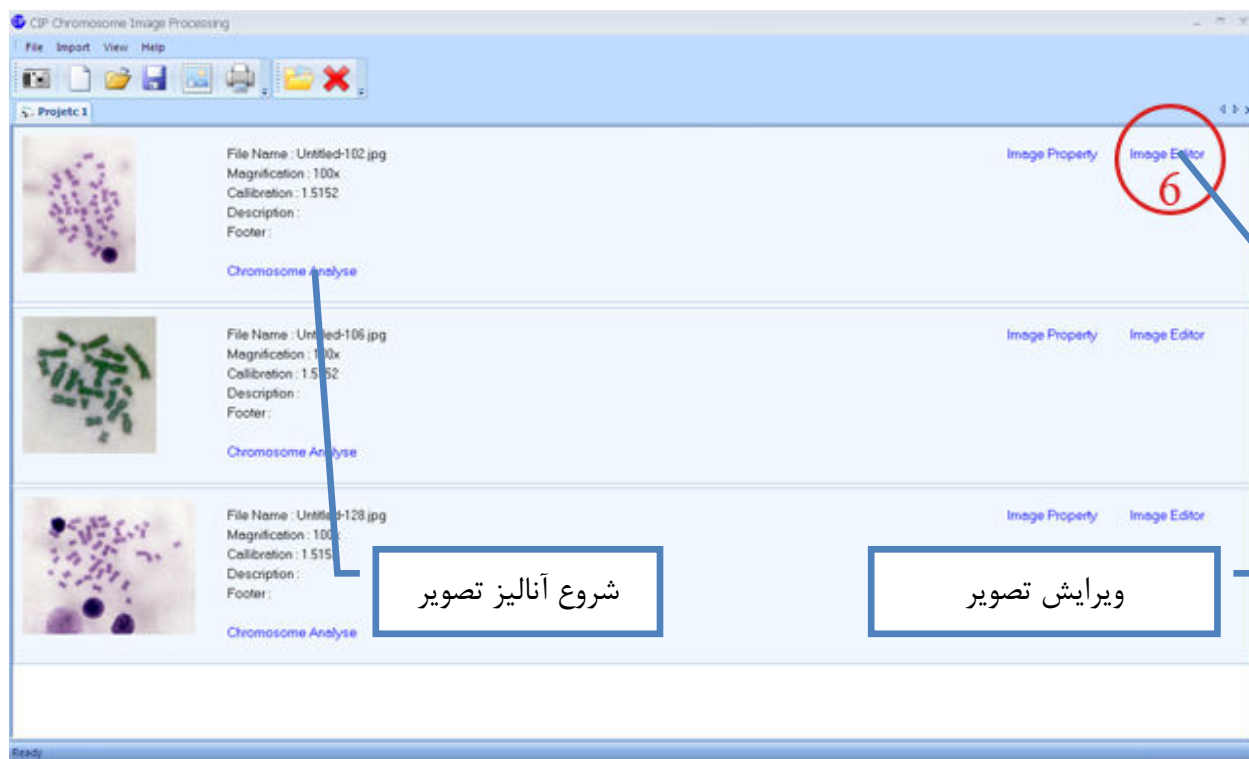 CIP Chromosome Image Processing
File Import View Help
Projetc 1
File Name : Untitled-102.jpg
Magnification : 100x
Callibration : 1.5152
Description :
Footer :
Chromosome Analyse
Image Property Image Editor
6
File Name : Untitled-106.jpg
Magnification : 100x
Callibration : 1.5152
Description :
Footer :
Chromosome Analyse
Image Property Image Editor
File Name : Untitled-128.jpg
Magnification : 100x
Callibration : 1.515
Description :
Footer :
Chromosome Analyse
Image Property Image Editor
شروع آنالیز تصویر
ویرایش تصویر
Ready